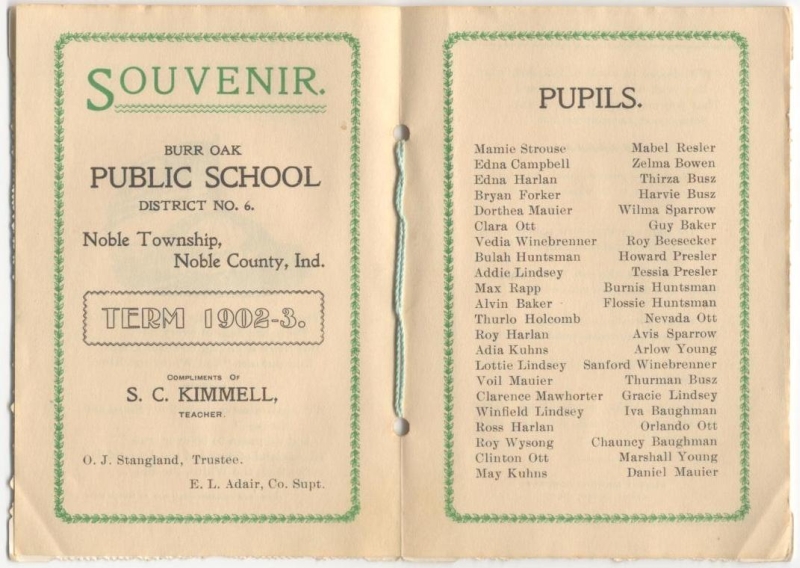 SOUVENIR.
BURR OAK
PUBLIC SCHOOL
DISTRICT NO. 6.
Noble Township,
Noble County, Ind.
TERM 1902-3.
COMPLIMENTS OF
S. C. KIMMELL,
TEACHER.
O. J. Stangland, Trustee.
E. L. Adair, Co. Supt.
PUPILS.
Mamie Strouse Mabel Resler
Edna Campbell Zelma Bowen
Edna Harlan Thirza Busz
Bryan Forker Harvie Busz
Dorthea Mauier Wilma Sparrow
Clara Ott Guy Baker
Vedia Winebrenner Roy Beesecker
Bulah Huntsman Howard Presler
Addie Lindsey Tessia Presler
Max Rapp Burnis Huntsman
Alvin Baker Flossie Huntsman
Thurlo Holcomb Nevada Ott
Roy Harlan Avis Sparrow
Adia Kuhns Arlow Young
Lottie Lindsey Sanford Winebrenner
Voil Mauier Thurman Busz
Clarence Mawhorter Gracie Lindsey
Winfield Lindsey Iva Baughman
Ross Harlan Orlando Ott
Roy Wysong Chauncy Baughman
Clinton Ott Marshall Young
May Kuhns Daniel Mauier